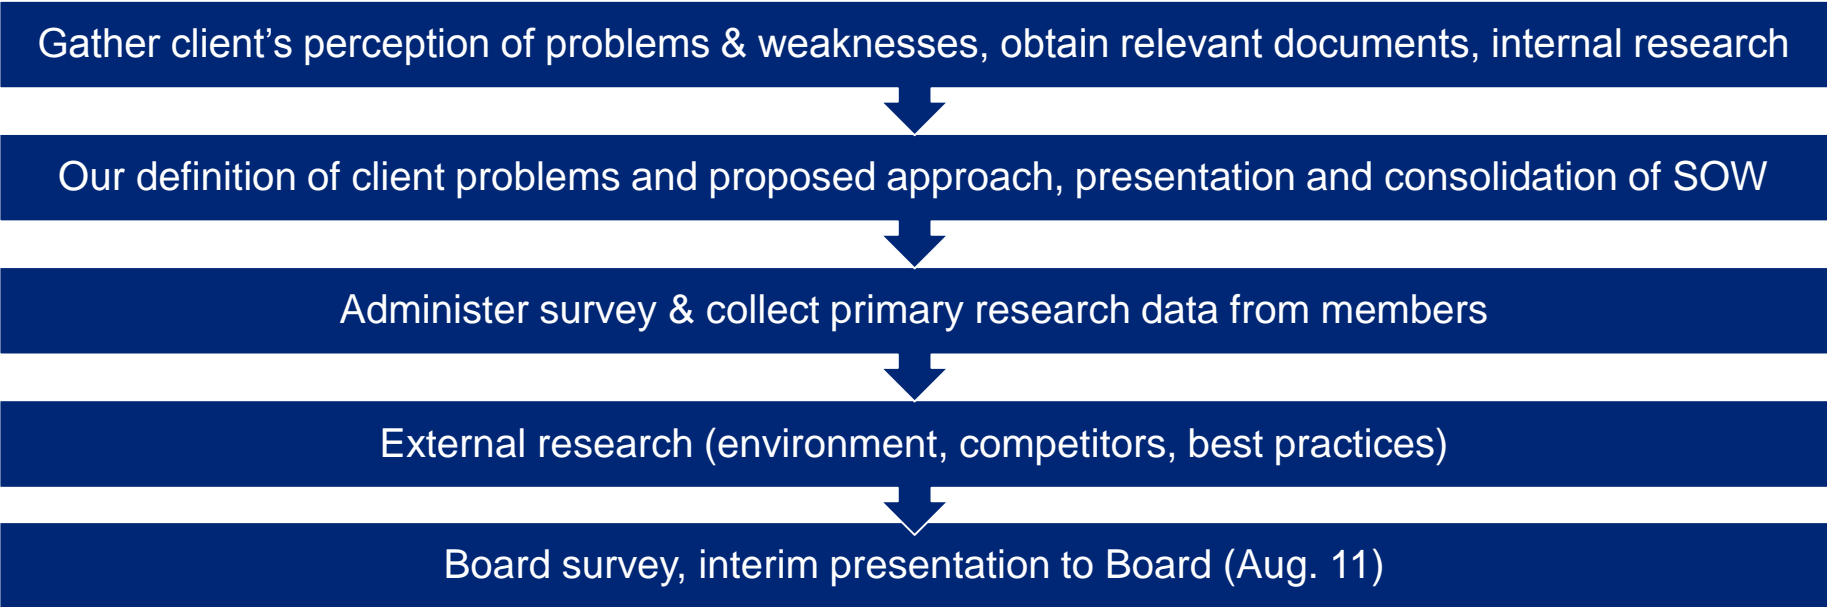 Gather client’s perception of problems & weaknesses, obtain relevant documents, internal research
Our definition of client problems and proposed approach, presentation and consolidation of SOW
Administer survey & collect primary research data from members
External research (environment, competitors, best practices)
Board survey, interim presentation to Board (Aug. 11)